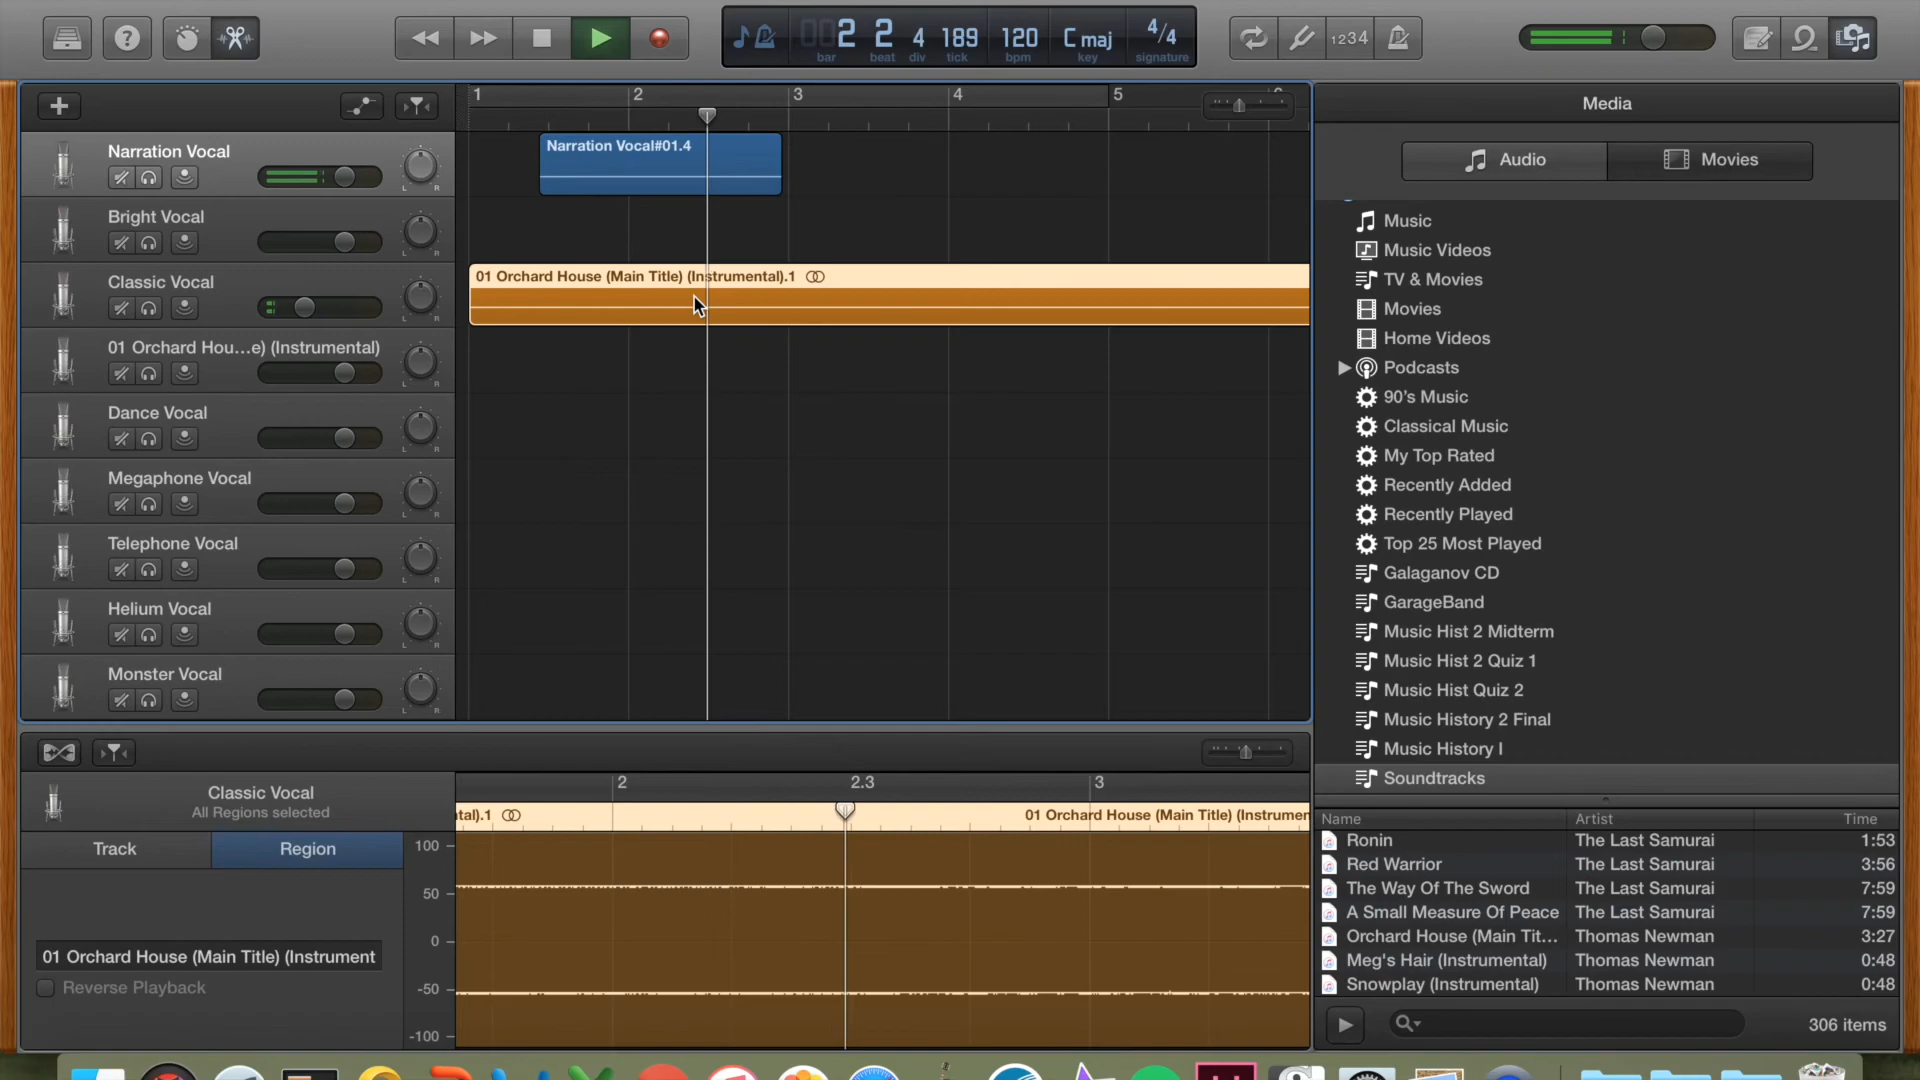 1234
002 2 4 189 120 C maj 4/4
bar beat div tick bpm key signature
1 2 3 4 5 6
Narration Vocal
Narration Vocal#01.4
Bright Vocal
Classic Vocal
01 Orchard House (Main Title) (Instrumental).1
01 Orchard Hou...e) (Instrumental)
Dance Vocal
Megaphone Vocal
Telephone Vocal
Helium Vocal
Monster Vocal
L R
L R
L R
L R
L R
L R
L R
L R
L R
2 2.3 3
Classic Vocal
All Regions selected
tal).1
01 Orchard House (Main Title) (Instrumen
Track
Region
01 Orchard House (Main Title) (Instrument
Reverse Playback
100
50
0
-50
-100
Media
Audio
Movies
Music
Music Videos
TV & Movies
Movies
Home Videos
Podcasts
90's Music
Classical Music
My Top Rated
Recently Added
Recently Played
Top 25 Most Played
Galaganov CD
GarageBand
Music Hist 2 Midterm
Music Hist 2 Quiz 1
Music Hist Quiz 2
Music History 2 Final
Music History I
Soundtracks
Name Artist Time
Ronin The Last Samurai 1:53
Red Warrior The Last Samurai 3:56
The Way Of The Sword The Last Samurai 7:59
A Small Measure Of Peace The Last Samurai 7:59
Orchard House (Main Tit... Thomas Newman 3:27
Meg's Hair (Instrumental) Thomas Newman 0:48
Snowplay (Instrumental) Thomas Newman 0:48
306 items